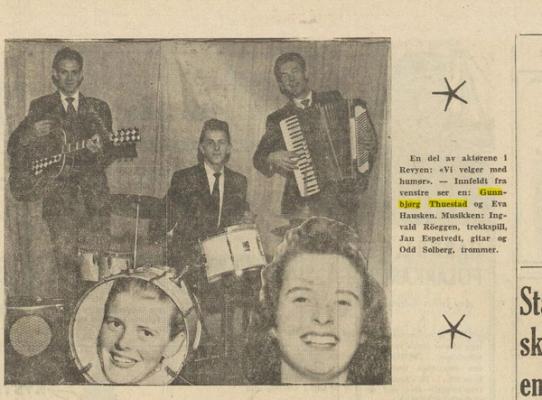 En del av aktørene i
Revyen: «Vi velger med
humør». — Innfeldt fra
venstre ser en: Gunn-
bjørg Thuestad og Eva
Hausken. Musikken: Ing-
vald Röeggen, trekkspill,
Jan Espetvedt, gitar og
Odd Solberg, trommer.
St
sk
en